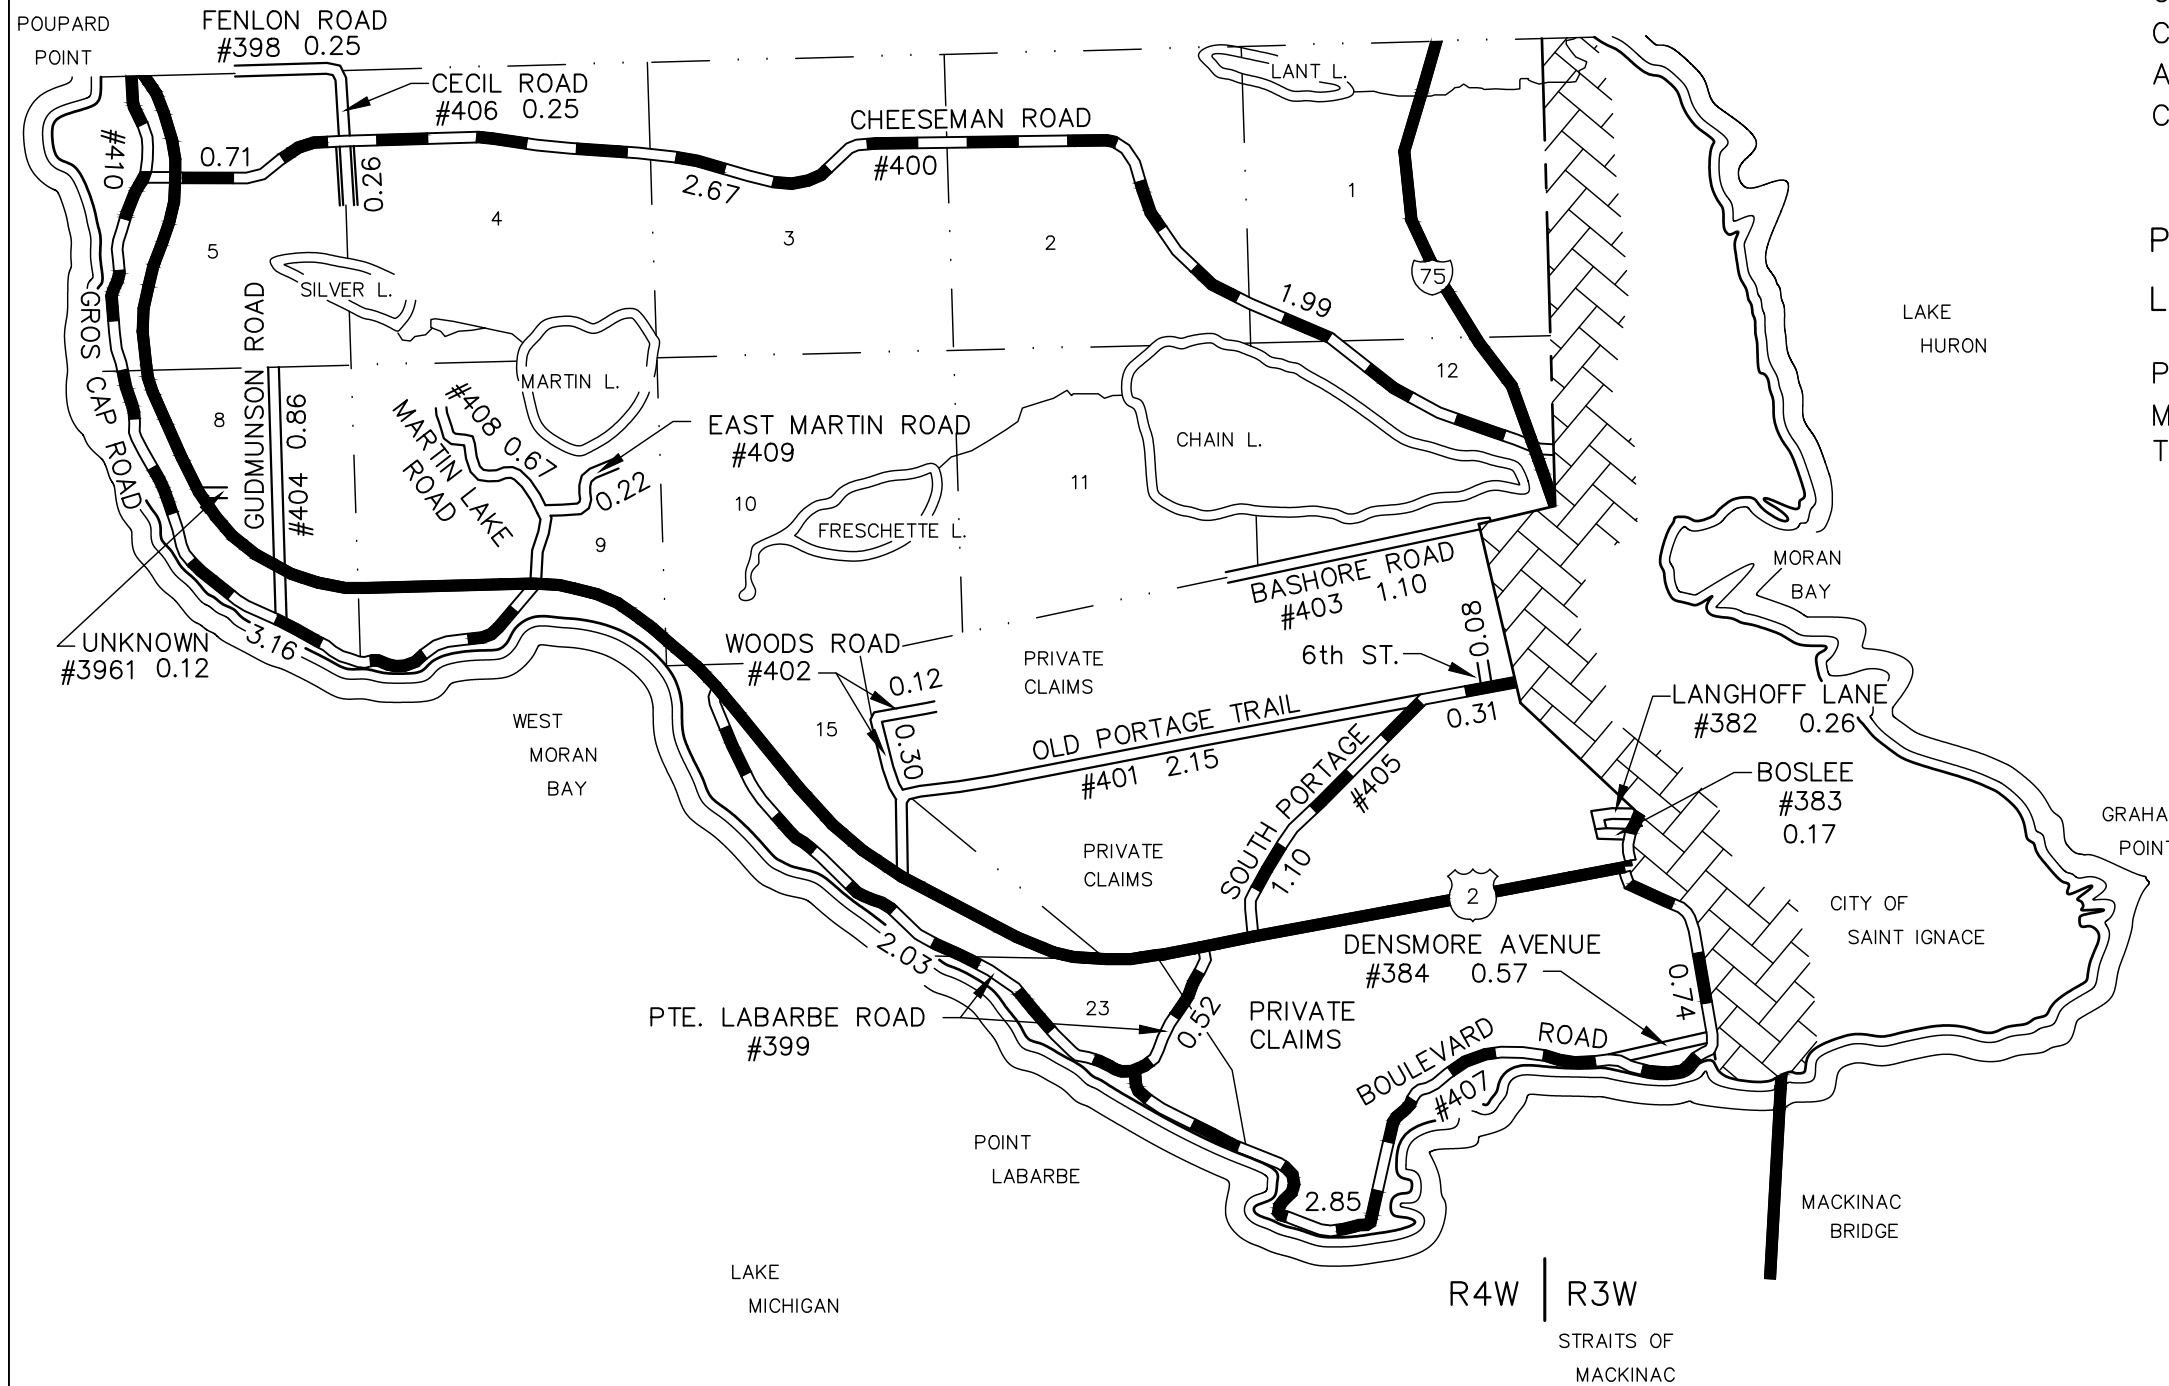 POUPARD
POINT
FENLON ROAD
#398 0.25
CECIL ROAD
#406 0.25
CHEESEMAN ROAD
#400
LANT L.
C
A
C
#410
0.71
0.26
2.67
1
4
3
2
5
75
P
L
SILVER L.
GROS CAP ROAD
GUDMUNSON ROAD
#404 0.86
1.99
LAKE
HURON
MARTIN L.
12
P
M
T
8
#408 0.67
MARTIN LAKE
ROAD
EAST MARTIN ROAD
#409
0.22
CHAIN L.
11
10
9
FRESCHETTE L.
BASHORE ROAD
#403 1.10
MORAN
BAY
UNKNOWN
#3961 0.12
3.16
WOODS ROAD
#402
0.12
0.30
PRIVATE
CLAIMS
6th ST.
0.08
WEST
MORAN
BAY
15
OLD PORTAGE TRAIL
#401 2.15
0.31
LANGHOFF LANE
#382 0.26
SOUTH PORTAGE
#405
1.10
BOSLEE
#383
0.17
GRAHA
POINT
PRIVATE
CLAIMS
2
CITY OF
SAINT IGNACE
2.03
DENSMORE AVENUE
#384 0.57
0.74
PTE. LABARBE ROAD
#399
23
0.52
PRIVATE
CLAIMS
BOULEVARD ROAD
#407
POINT
LABARBE
2.85
MACKINAC
BRIDGE
LAKE
MICHIGAN
R4W R3W
STRAITS OF
MACKINAC